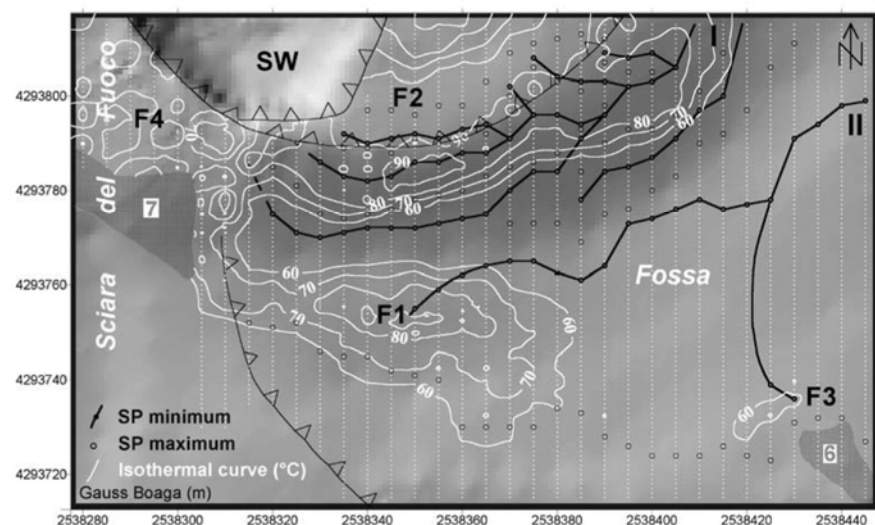 SW
F2
I
N
4293800
Fuoco
F4
80
70
60
II
90
90
4293780
7
del
80
70
60
60
70
Fossa
4293760
F1
60
70
80
70
4293740
60
60
F3
Sciara
SP minimum
SP maximum
Isothermal curve (°C)
6
4293720
Gauss Boaga (m)
2538280 2538300 2538320 2538340 2538360 2538380 2538400 2538420 2538440